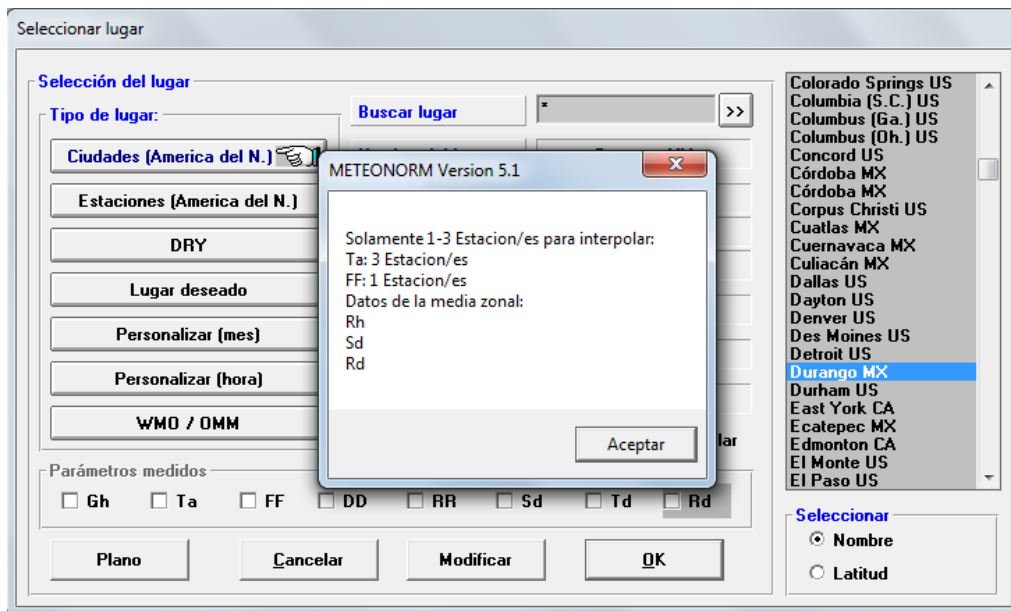 Seleccionar lugar
Selección del lugar
Tipo de lugar:
Buscar lugar
*
>>
Ciudades (America del N.)
Estaciones (America del N.)
DRY
Lugar deseado
Personalizar (mes)
Personalizar (hora)
WMO / OMM
METEONORM Version 5.1
Solamente 1-3 Estacion/es para interpolar:
Ta: 3 Estacion/es
FF: 1 Estacion/es
Datos de la media zonal:
Rh
Sd
Rd
Aceptar
lar
Parámetros medidos
Gh Ta FF DD RR Sd Td Rd
Plano
Cancelar
Modificar
OK
Colorado Springs US
Columbia (S.C.) US
Columbus (Ga.) US
Columbus (Oh.) US
Concord US
Córdoba MX
Córdoba MX
Corpus Christi US
Cuatlas MX
Cuernavaca MX
Culiacán MX
Dallas US
Dayton US
Denver US
Des Moines US
Detroit US
Durango MX
Durham US
East York CA
Ecatepec MX
Edmonton CA
El Monte US
El Paso US
Seleccionar
Nombre
Latitud